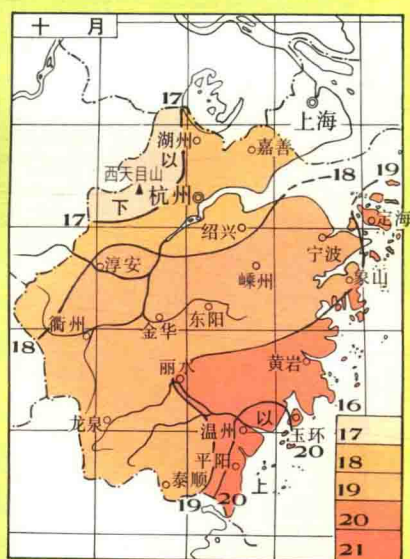 十 月
17
上海
湖州
以
嘉善
西天目山
杭州
18
19
17
下
绍兴
定海
宁波
淳安
嵊州
象山
衢州
金华
东阳
18
丽水
黄岩
16
龙泉
温州
以
17
玉环
20
18
平阳
上
泰顺
19
20
19
20
21